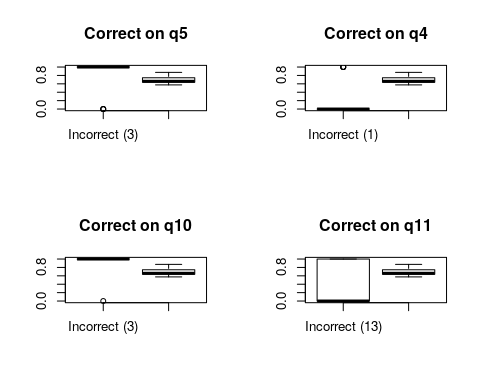 Correct on q5
0.8
0.0
Incorrect (3)
Correct on q4
0.8
0.0
Incorrect (1)
Correct on q10
0.8
0.0
Incorrect (3)
Correct on q11
0.8
0.0
Incorrect (13)